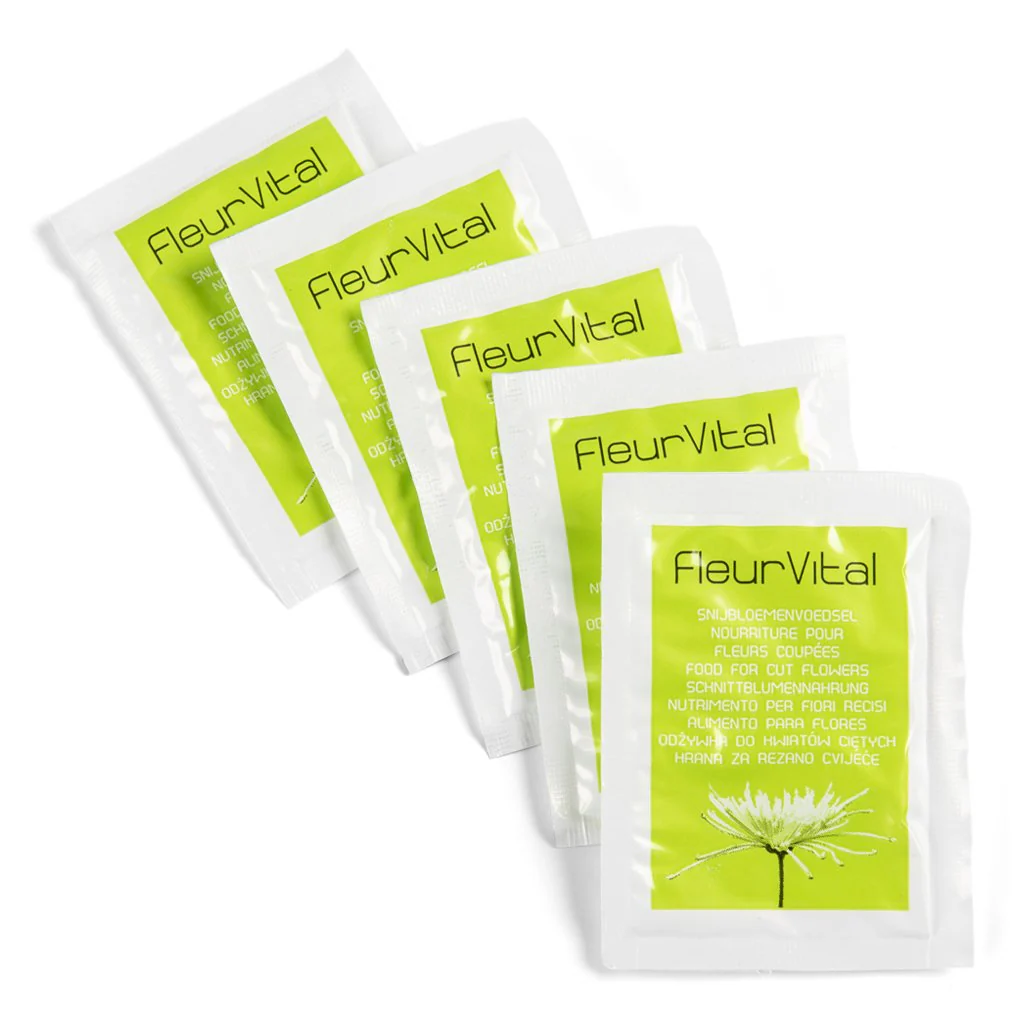 FleurVital
FleurVital
FleurVital
FleurVital
FleurVital
SNIJBLOEMENVOEDSEL
NOURRITURE POUR
FLEURS COUPÉES
FOOD FOR CUT FLOWERS
SCHNITTBLUMENNAHRUNG
NUTRIMENTO PER FIORI RECISI
ALIMENTO PARA FLORES
ODŻYWKA DO KWIATÓW CIĘTYCH
HRANA ZA REZANO CVIJEĆE